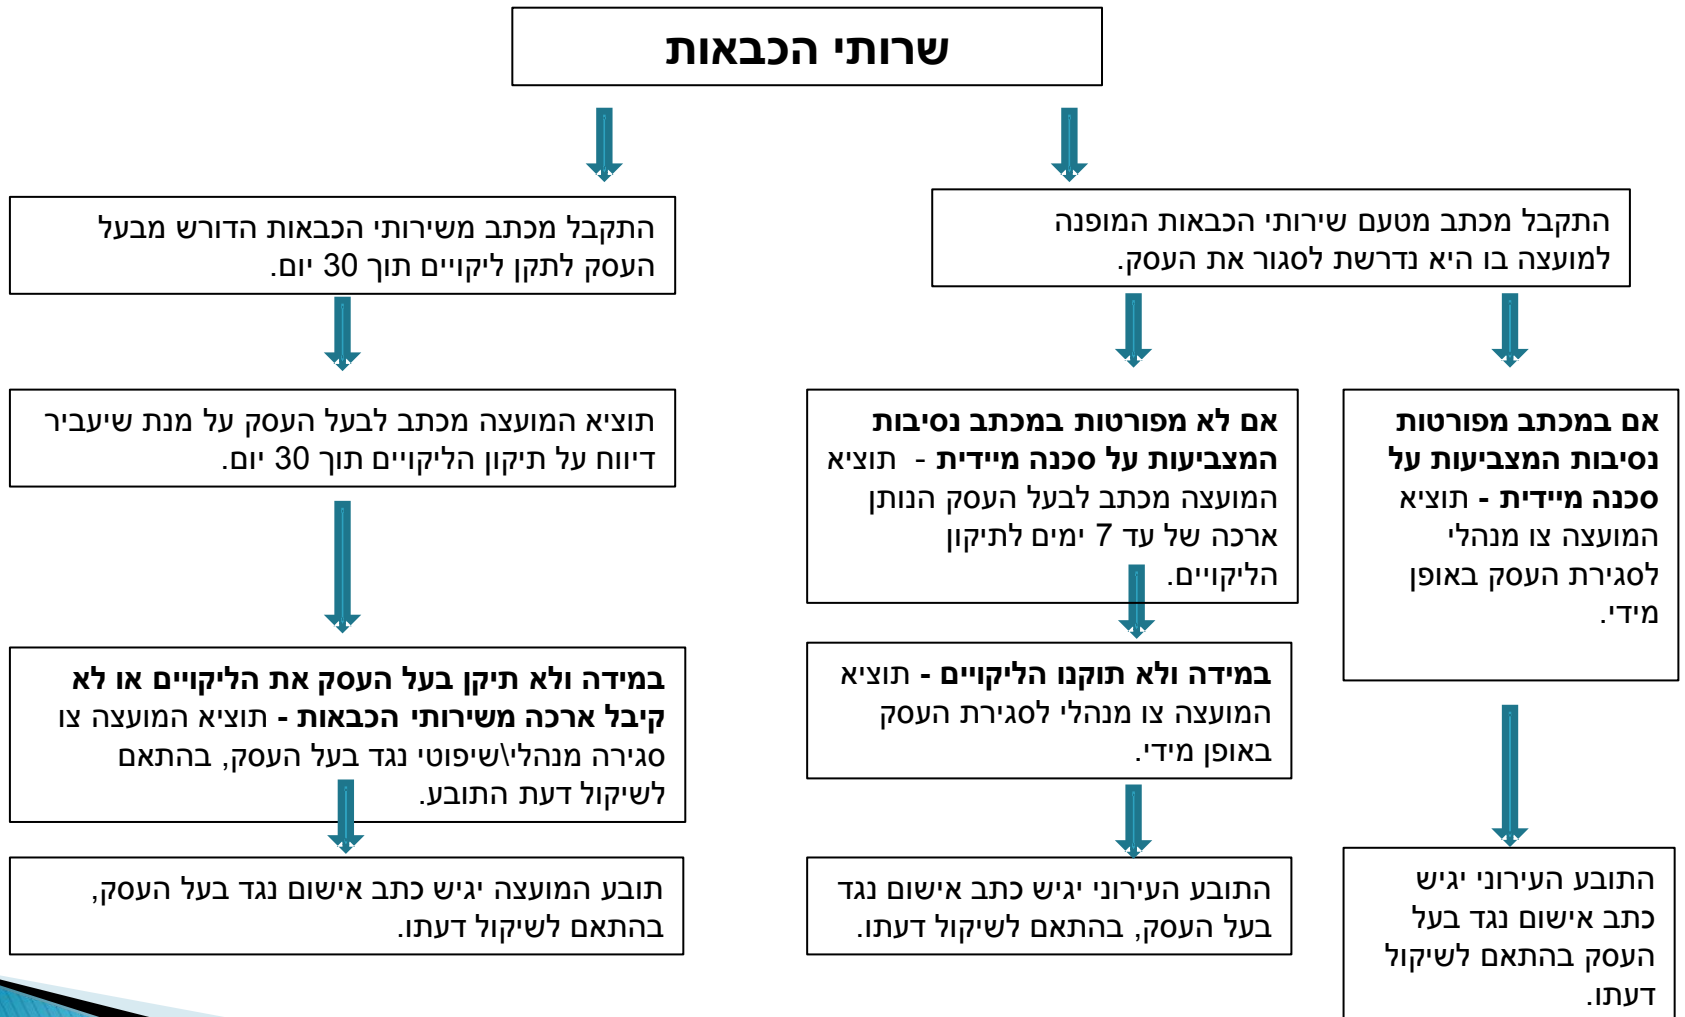 שרותי הכבאות
התקבל מכתב מטעם שירותי הכבאות המופנה
למועצה בו היא נדרשת לסגור את העסק.
התקבל מכתב משירותי הכבאות הדורש מבעל
העסק לתקן ליקויים תוך 30 יום.
אם במכתב מפורטות
נסיבות המצביעות על
סכנה מיידית - תוציא
המועצה צו מנהלי
לסגירת העסק באופן
מידי.
אם לא מפורטות במכתב נסיבות
המצביעות על סכנה מיידית - תוציא
המועצה מכתב לבעל העסק הנותן
ארכה של עד 7 ימים לתיקון
הליקויים.
תוציא המועצה מכתב לבעל העסק על מנת שיעביר
דיווח על תיקון הליקויים תוך 30 יום.
במידה ולא תוקנו הליקויים - תוציא
המועצה צו מנהלי לסגירת העסק
באופן מידי.
במידה ולא תיקן בעל העסק את הליקויים או לא
קיבל ארכה משירותי הכבאות - תוציא המועצה צו
סגירה מנהלי\שיפוטי נגד בעל העסק, בהתאם
לשיקול דעת התובע.
התובע העירוני יגיש
כתב אישום נגד בעל
העסק בהתאם לשיקול
דעתו.
התובע העירוני יגיש כתב אישום נגד
בעל העסק, בהתאם לשיקול דעתו.
תובע המועצה יגיש כתב אישום נגד בעל העסק,
בהתאם לשיקול דעתו.